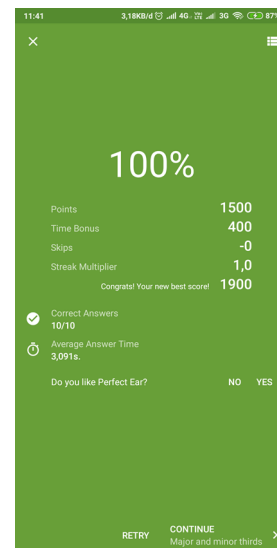 11:41 3,18KB/d 4G VoLTE 3G 87%
100%
Points 1500
Time Bonus 400
Skips -0
Streak Multiplier 1,0
Congrats! Your new best score! 1900
Correct Answers
10/10
Average Answer Time
3,091s.
Do you like Perfect Ear? NO YES
RETRY CONTINUE
Major and minor thirds